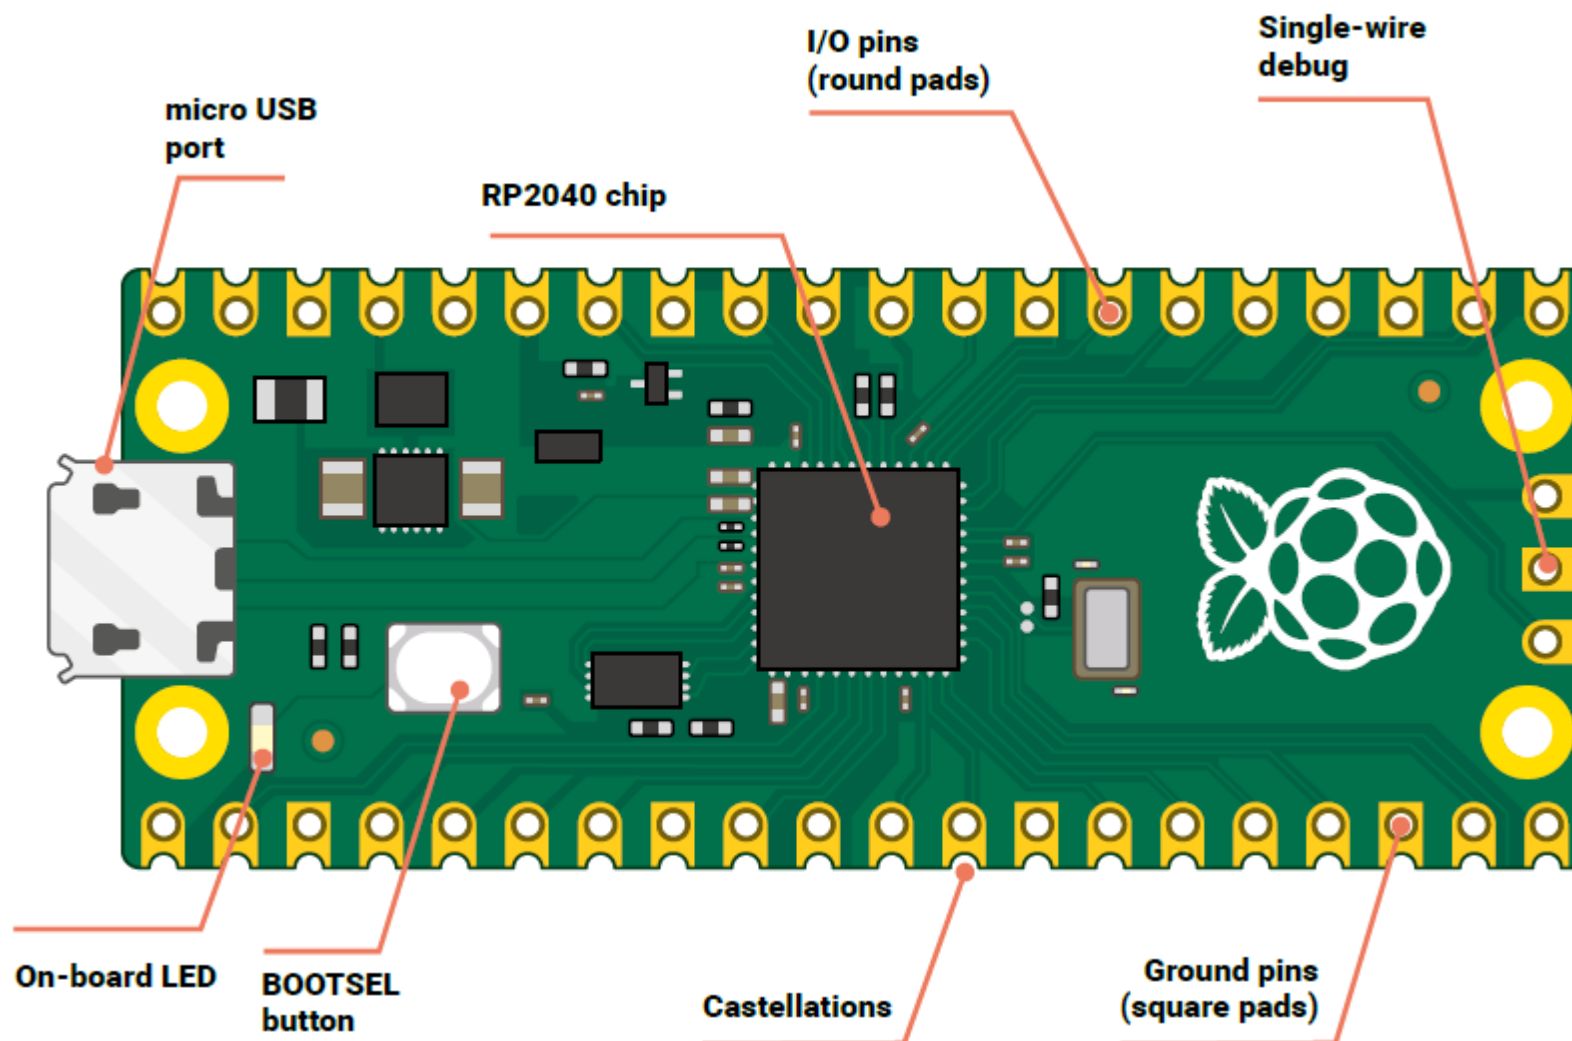 I/O pins
(round pads)
Single-wire
debug
micro USB
port
RP2040 chip
On-board LED
BOOTSEL
button
Castellations
Ground pins
(square pads)